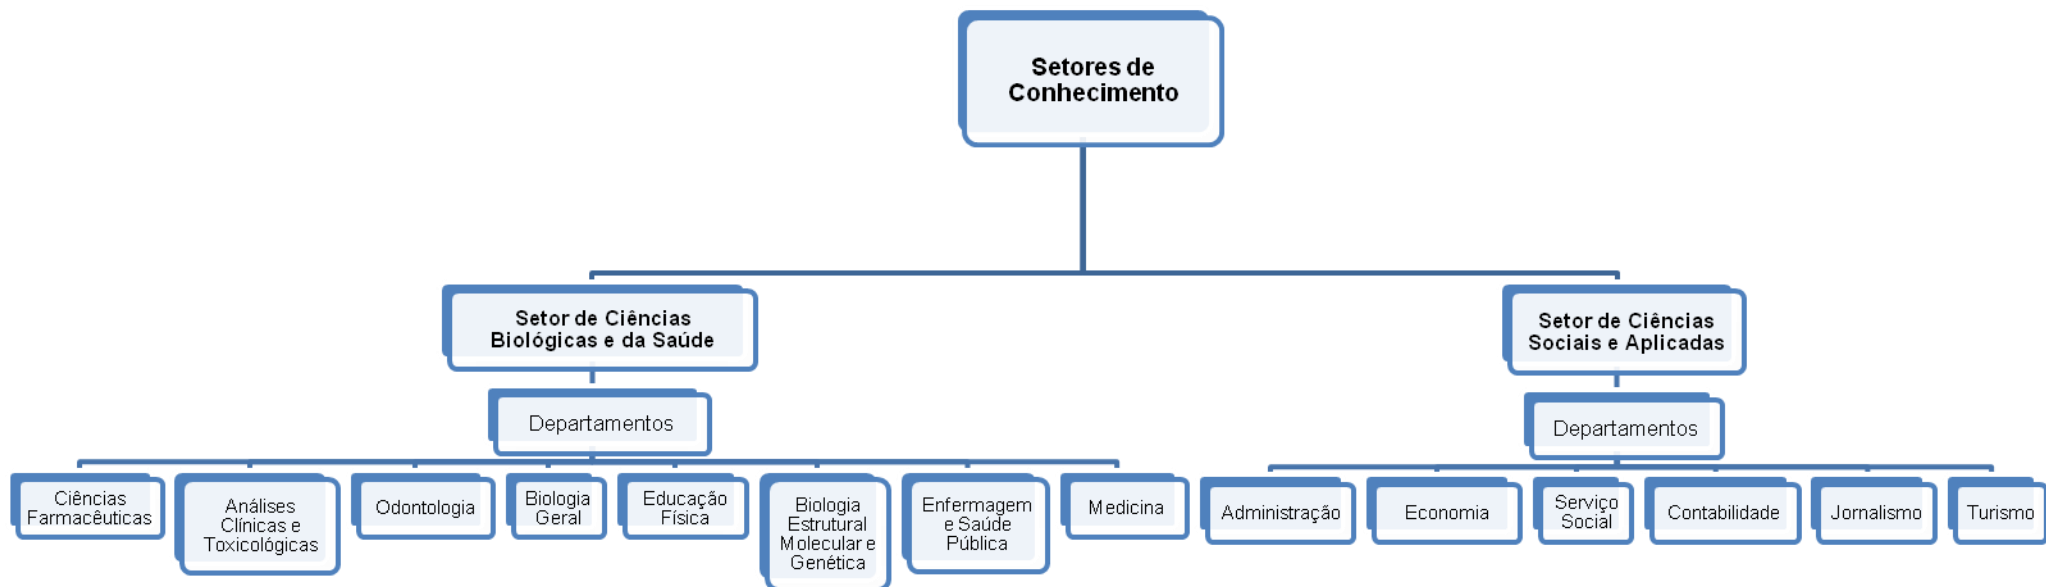 Setores de
Conhecimento
Setor de Ciências
Biológicas e da Saúde
Setor de Ciências
Sociais e Aplicadas
Departamentos
Departamentos
Ciências
Farmacêuticas
Análises
Clínicas e
Toxicológicas
Odontologia
Biologia
Geral
Educação
Física
Biologia
Estrutural
Molecular e
Genética
Enfermagem
e Saúde
Pública
Medicina
Administração
Economia
Serviço
Social
Contabilidade
Jornalismo
Turismo